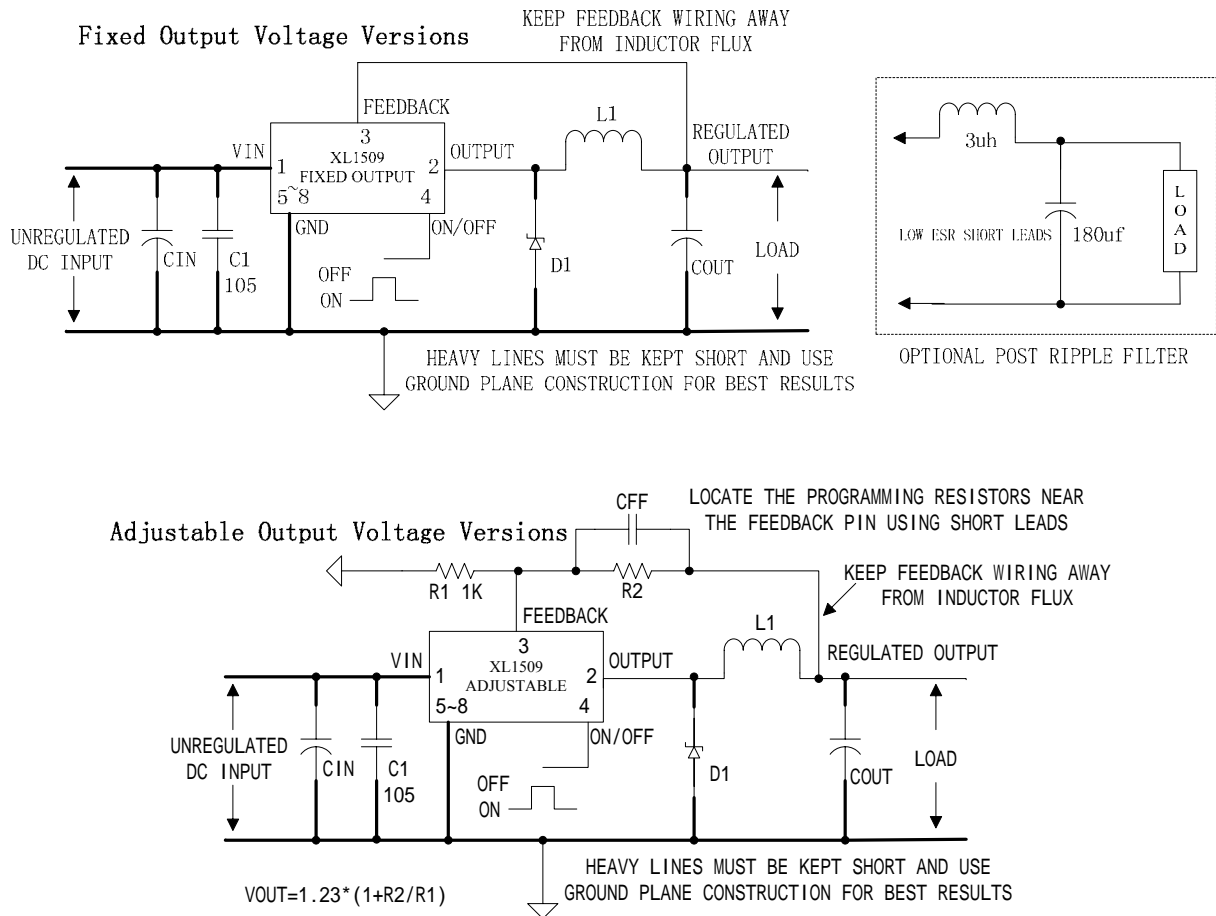 Fixed Output Voltage Versions
KEEP FEEDBACK WIRING AWAY
FROM INDUCTOR FLUX
FEEDBACK
3
L1
VIN
1
XL1509
FIXED OUTPUT
2
OUTPUT
REGULATED
OUTPUT
5~8
4
GND
ON/OFF
UNREGULATED
DC INPUT
CIN
C1
105
OFF
ON
D1
COUT
LOAD
HEAVY LINES MUST BE KEPT SHORT AND USE
GROUND PLANE CONSTRUCTION FOR BEST RESULTS
3uh
LOW ESR SHORT LEADS
180uf
LOAD
OPTIONAL POST RIPPLE FILTER
Adjustable Output Voltage Versions
CFF
LOCATE THE PROGRAMMING RESISTORS NEAR
THE FEEDBACK PIN USING SHORT LEADS
R1 1K
R2
KEEP FEEDBACK WIRING AWAY
FROM INDUCTOR FLUX
FEEDBACK
3
L1
VIN
1
XL1509
ADJUSTABLE
2
OUTPUT
REGULATED OUTPUT
5~8
4
GND
ON/OFF
UNREGULATED
DC INPUT
CIN
C1
105
OFF
ON
D1
COUT
LOAD
HEAVY LINES MUST BE KEPT SHORT AND USE
GROUND PLANE CONSTRUCTION FOR BEST RESULTS
VOUT=1.23*(1+R2/R1)